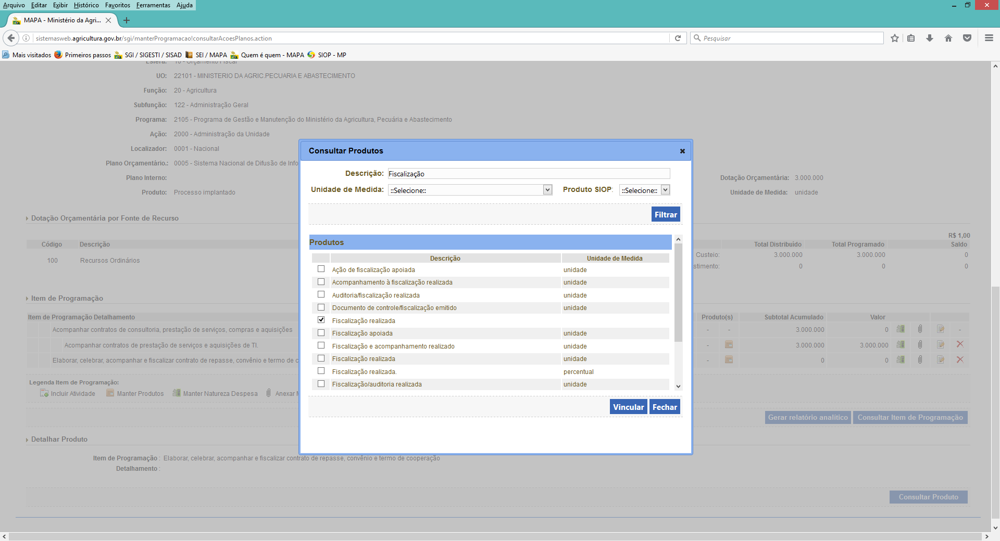 Arquivo Editar Exibir Histórico Favoritos Ferramentas Ajuda
MAPA - Ministério da Agri...
sistemasweb.agricultura.gov.br/sgi/manterProgramacao!consultarAcoesPlanos.action
Pesquisar
Mais visitados Primeiros passos SGI / SIGESTI / SISAD SEI / MAPA Quem é quem - MAPA SIOP - MP
Esfera: 10 - Orçamento Fiscal
UO: 22101 - MINISTERIO DA AGRIC.PECUARIA E ABASTECIMENTO
Função: 20 - Agricultura
Subfunção: 122 - Administração Geral
Programa: 2105 - Programa de Gestão e Manutenção do Ministério da Agricultura, Pecuária e Abastecimento
Ação: 2000 - Administração da Unidade
Localizador: 0001 - Nacional
Plano Orçamentário.: 0005 - Sistema Nacional de Difusão de Info
Plano Interno:
Dotação Orçamentária: 3.000.000
Produto: Processo implantado
Unidade de Medida: unidade
Dotação Orçamentária por Fonte de Recurso
R$ 1,00
Código Descrição Total Distribuído Total Programado Saldo
100 Recursos Ordinários
Custeio: 3.000.000 3.000.000 0
stimento: 0 0 0
Item de Programação
Item de Programação Detalhamento Produto(s) Subtotal Acumulado Valor
Acompanhar contratos de consultoria, prestação de serviços, compras e aquisições - - 3.000.000 0 -
Acompanhar contratos de prestação de serviços e aquisições de TI. - 3.000.000 3.000.000
Elaborar, celebrar, acompanhar e fiscalizar contrato de repasse, convênio e termo de c - 0 0
Legenda Item de Programação:
Incluir Atividade Manter Produtos Manter Natureza Despesa Anexar
Gerar relatório analítico Consultar Item de Programação
Detalhar Produto
Item de Programação : Elaborar, celebrar, acompanhar e fiscalizar contrato de repasse, convênio e termo de cooperação
Detalhamento :
Consultar Produto
Consultar Produtos
Descrição: Fiscalização
Unidade de Medida: ::Selecione:: Produto SIOP: ::Selecione::
Filtrar
Produtos
Descrição Unidade de Medida
Ação de fiscalização apoiada unidade
Acompanhamento à fiscalização realizada unidade
Auditoria/fiscalização realizada unidade
Documento de controle/fiscalização emitido unidade
Fiscalização realizada
Fiscalização apoiada unidade
Fiscalização e acompanhamento realizado unidade
Fiscalização realizada unidade
Fiscalização realizada. percentual
Fiscalização/auditoria realizada unidade
Vincular Fechar